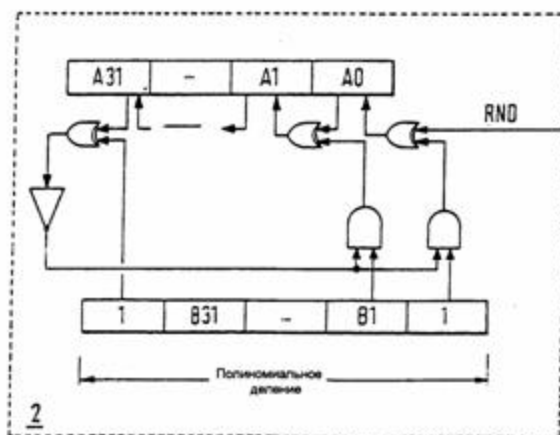 A31 - A1 A0
RND
1 B31 - B1 1
Полиномиальное
деление
2